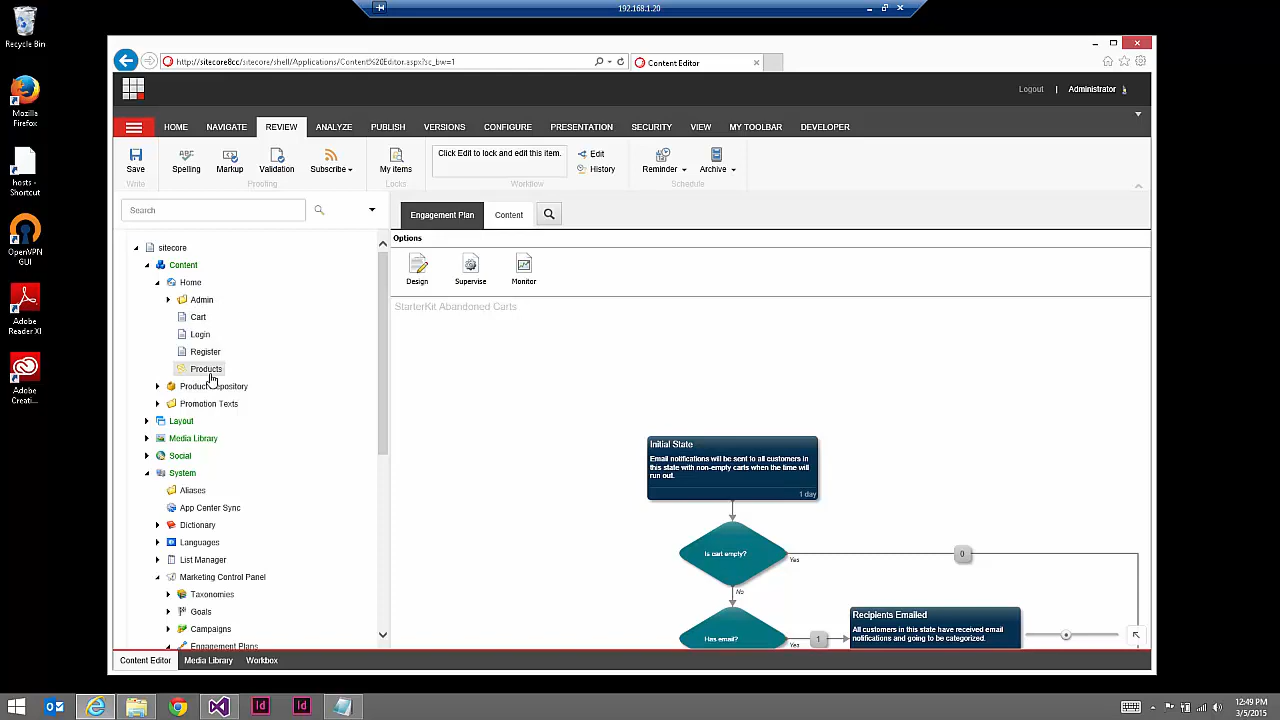 192.168.1.20
Recycle Bin
Mozilla
Firefox
hosts -
Shortcut
OpenVPN
GUI
Adobe
Reader XI
Adobe
Creati...
http://sitecore8cc/sitecore/shell/Applications/Content%20Editor.aspx?sc_bw=1
Content Editor
Logout | Administrator
HOME NAVIGATE REVIEW ANALYZE PUBLISH VERSIONS CONFIGURE PRESENTATION SECURITY VIEW MY TOOLBAR DEVELOPER
Click Edit to lock and edit this item.
Edit
History
Save Spelling Markup Validation Subscribe My items Reminder Archive
Write Proofing Locks Workflow Schedule
Search
Engagement Plan Content
Options
Design Supervise Monitor
StarterKit Abandoned Carts
sitecore
Content
Home
Admin
Cart
Login
Register
Products
Product Repository
Promotion Texts
Layout
Media Library
Social
System
Aliases
App Center Sync
Dictionary
Languages
List Manager
Marketing Control Panel
Taxonomies
Goals
Campaigns
Engagement Plans
Initial State
Email notifications will be sent to all customers in
this state with non-empty carts when the time will
run out.
1 day
Is cart empty?
Yes
0
No
Has email?
Yes
1
Recipients Emailed
All customers in this state have received email
notifications and going to be categorized.
Content Editor Media Library Workbox
12:49 PM
3/5/2015